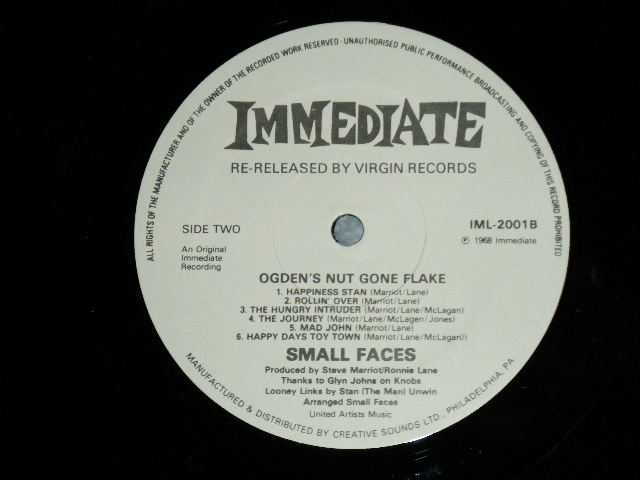 ALL RIGHTS OF THE MANUFACTURER AND OF THE OWNER OF THE RECORDED WORK RESERVED · UNAUTHORISED PUBLIC PERFORMANCE BROADCASTING AND COPYING OF THIS RECORD PROHIBITED
IMMEDIATE
RE-RELEASED BY VIRGIN RECORDS
SIDE TWO
IML-2001B
An Original
Immediate
Recording
℗ 1968 Immediate
OGDEN'S NUT GONE FLAKE
1. HAPPINESS STAN (Marriot/Lane)
2. ROLLIN' OVER (Marriot/Lane)
3. THE HUNGRY INTRUDER (Marriot/Lane/McLagan)
4. THE JOURNEY (Marriot/Lane/McLagen/Jones)
5. MAD JOHN (Marriot/Lane)
6. HAPPY DAYS TOY TOWN (Marriot/Lane/McLagan))
SMALL FACES
Produced by Steve Marriot/Ronnie Lane
Thanks to Glyn Johns on Knobs
Looney Links by Stan (The Man) Unwin
Arranged Small Faces
United Artists Music
MANUFACTURED & DISTRIBUTED BY CREATIVE SOUNDS LTD., PHILADELPHIA, PA.